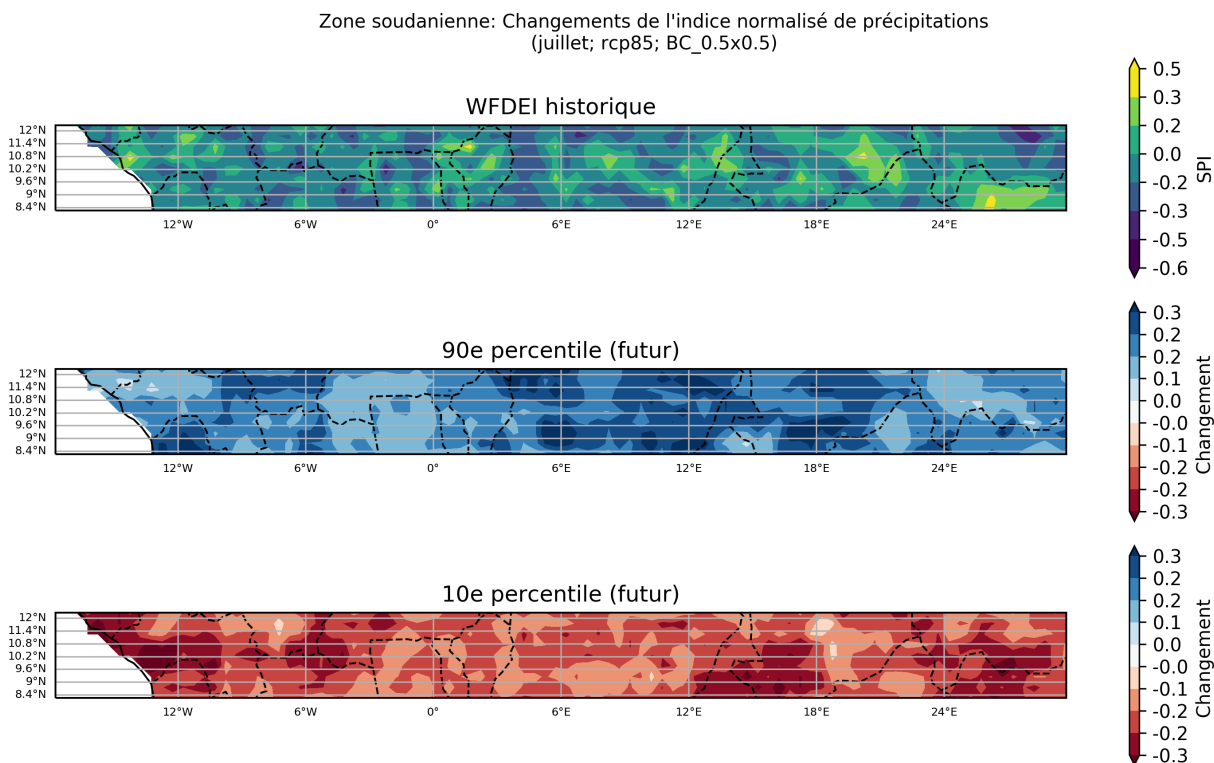 Zone soudanienne: Changements de l'indice normalisé de précipitations
(juillet; rcp85; BC_0.5x0.5)
WFDEI historique
12°N
11.4°N
10.8°N
10.2°N
9.6°N
9°N
8.4°N
12°W
6°W
0°
6°E
12°E
18°E
24°E
0.5
0.3
0.2
0.0
-0.2
-0.3
-0.5
-0.6
SPI
90e percentile (futur)
12°N
11.4°N
10.8°N
10.2°N
9.6°N
9°N
8.4°N
12°W
6°W
0°
6°E
12°E
18°E
24°E
0.3
0.2
0.2
0.1
0.0
-0.0
-0.1
-0.2
-0.2
-0.3
Changement
10e percentile (futur)
12°N
11.4°N
10.8°N
10.2°N
9.6°N
9°N
8.4°N
12°W
6°W
0°
6°E
12°E
18°E
24°E
0.3
0.2
0.2
0.1
0.0
-0.0
-0.1
-0.2
-0.2
-0.3
Changement